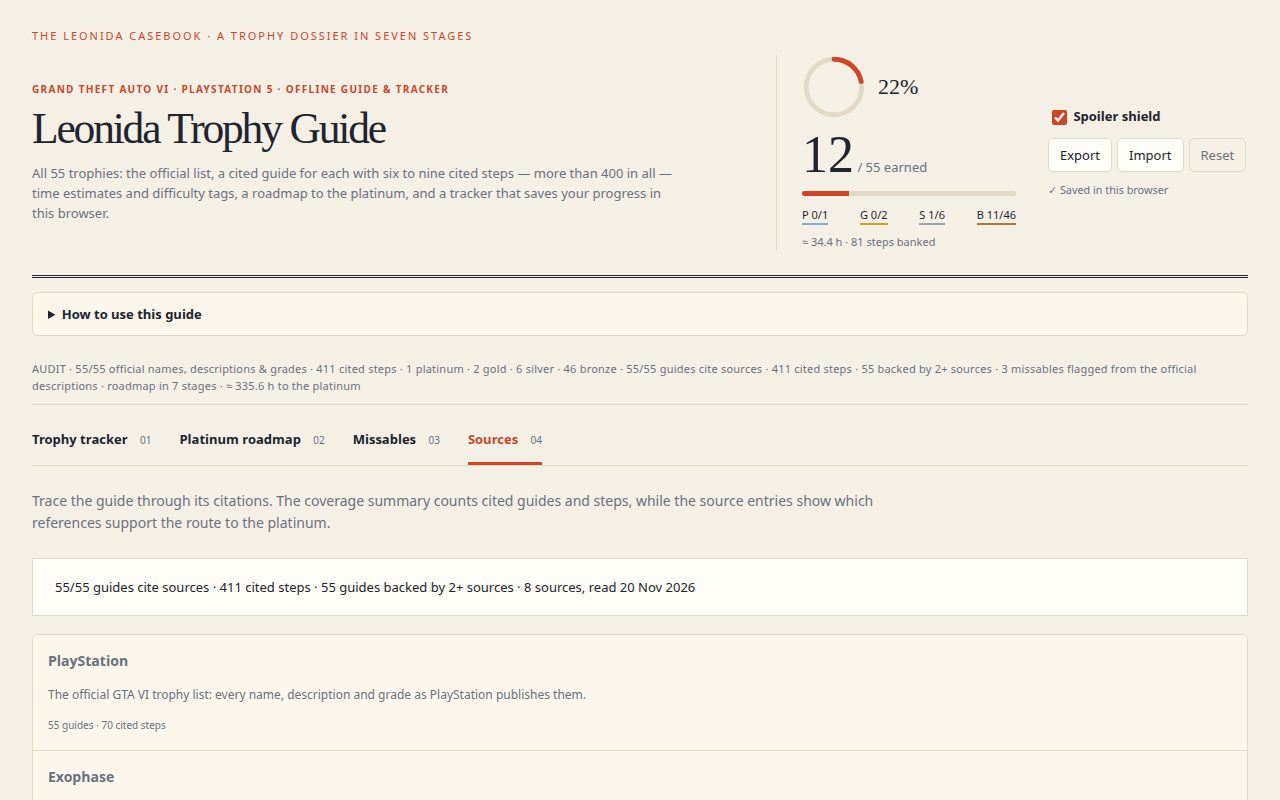 THE LEONIDA CASEBOOK · A TROPHY DOSSIER IN SEVEN STAGES
GRAND THEFT AUTO VI · PLAYSTATION 5 · OFFLINE GUIDE & TRACKER
Leonida Trophy Guide
All 55 trophies: the official list, a cited guide for each with six to nine cited steps — more than 400 in all —
time estimates and difficulty tags, a roadmap to the platinum, and a tracker that saves your progress in
this browser.
22%
12 / 55 earned
P 0/1 G 0/2 S 1/6 B 11/46
≈ 34.4 h · 81 steps banked
Spoiler shield
Export Import Reset
✓ Saved in this browser
How to use this guide
AUDIT · 55/55 official names, descriptions & grades · 411 cited steps · 1 platinum · 2 gold · 6 silver · 46 bronze · 55/55 guides cite sources · 411 cited steps · 55 backed by 2+ sources · 3 missables flagged from the official
descriptions · roadmap in 7 stages · ≈ 335.6 h to the platinum
Trophy tracker 01 Platinum roadmap 02 Missables 03 Sources 04
Trace the guide through its citations. The coverage summary counts cited guides and steps, while the source entries show which
references support the route to the platinum.
55/55 guides cite sources · 411 cited steps · 55 guides backed by 2+ sources · 8 sources, read 20 Nov 2026
PlayStation
The official GTA VI trophy list: every name, description and grade as PlayStation publishes them.
55 guides · 70 cited steps
Exophase